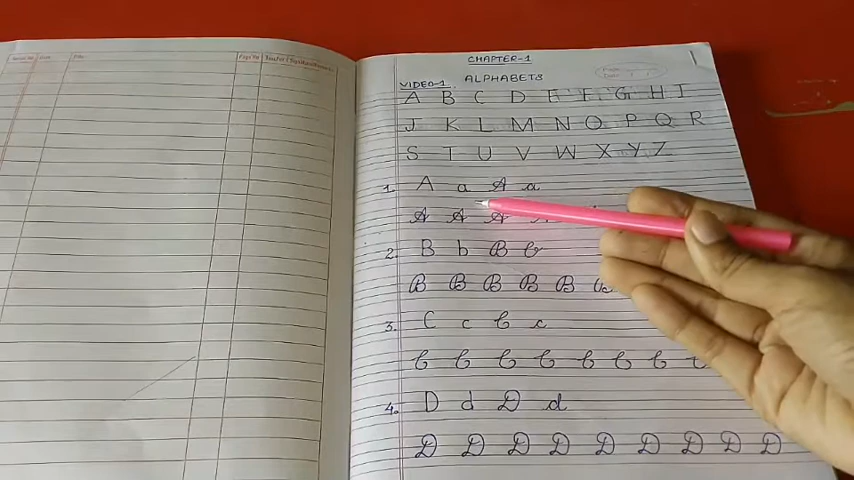 CHAPTER-1
VIDEO-1
ALPHABETS
A B C D E F G H I
J K L M N O P Q R
S T U V W X Y Z
1. A a A a
A A A A
2. B b B b
B B B B B B
3. C c C c
C C C C C C C C
4. D d D d
D D D D D D D D D